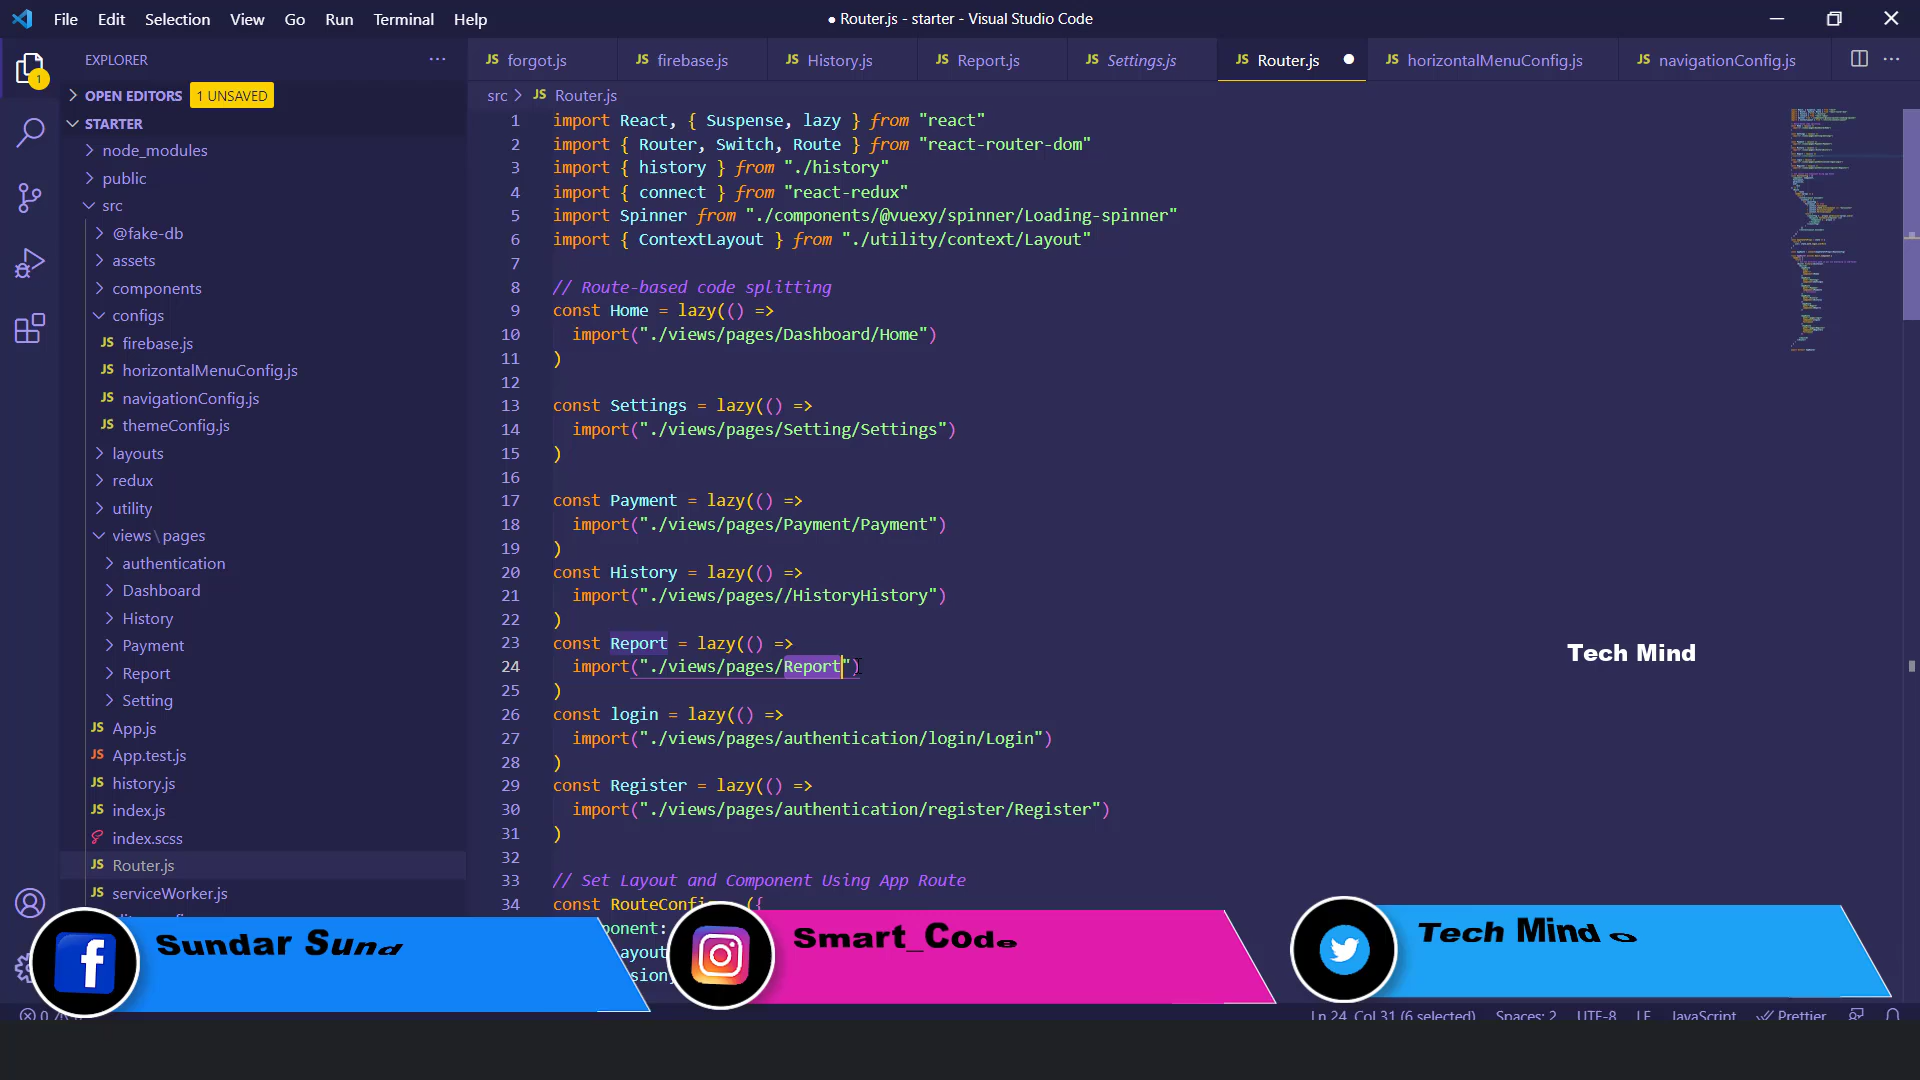 File Edit Selection View Go Run Terminal Help
● Router.js - starter - Visual Studio Code
EXPLORER
OPEN EDITORS 1 UNSAVED
STARTER
node_modules
public
src
@fake-db
assets
components
configs
JS firebase.js
JS horizontalMenuConfig.js
JS navigationConfig.js
JS themeConfig.js
layouts
redux
utility
views\pages
authentication
Dashboard
History
Payment
Report
Setting
JS App.js
JS App.test.js
JS history.js
JS index.js
index.scss
JS Router.js
JS serviceWorker.js
1
JS forgot.js JS firebase.js JS History.js JS Report.js JS Settings.js JS Router.js JS horizontalMenuConfig.js JS navigationConfig.js
src > JS Router.js
1 import React, { Suspense, lazy } from "react"
2 import { Router, Switch, Route } from "react-router-dom"
3 import { history } from "./history"
4 import { connect } from "react-redux"
5 import Spinner from "./components/@vuexy/spinner/Loading-spinner"
6 import { ContextLayout } from "./utility/context/Layout"
7
8 // Route-based code splitting
9 const Home = lazy(() =>
10 import("./views/pages/Dashboard/Home")
11 )
12
13 const Settings = lazy(() =>
14 import("./views/pages/Setting/Settings")
15 )
16
17 const Payment = lazy(() =>
18 import("./views/pages/Payment/Payment")
19 )
20 const History = lazy(() =>
21 import("./views/pages//HistoryHistory")
22 )
23 const Report = lazy(() =>
24 import("./views/pages/Report")
25 )
26 const login = lazy(() =>
27 import("./views/pages/authentication/login/Login")
28 )
29 const Register = lazy(() =>
30 import("./views/pages/authentication/register/Register")
31 )
32
33 // Set Layout and Component Using App Route
34 const RouteConfi ({
ponent:
ayout
Tech Mind
Sundar Sund
Smart_Code
Tech Mind
Ln 24, Col 31 (6 selected) Spaces: 2 UTF-8 LF JavaScript Prettier